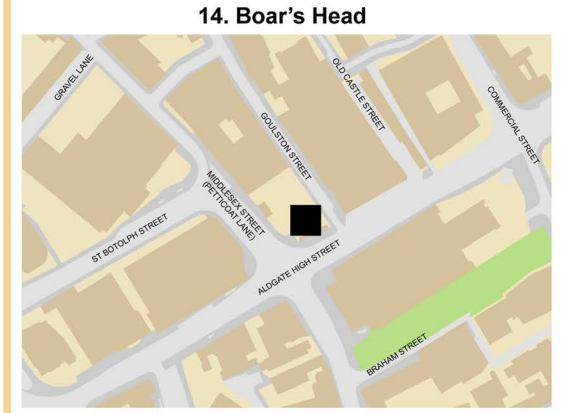 14. Boar's Head
GRAVEL LANE
OLD CASTLE STREET
COMMERCIAL STREET
GOULSTON STREET
MIDDLESEX STREET
(PETTICOAT LANE)
ST BOTOLPH STREET
ALDGATE HIGH STREET
BRAHAM STREET